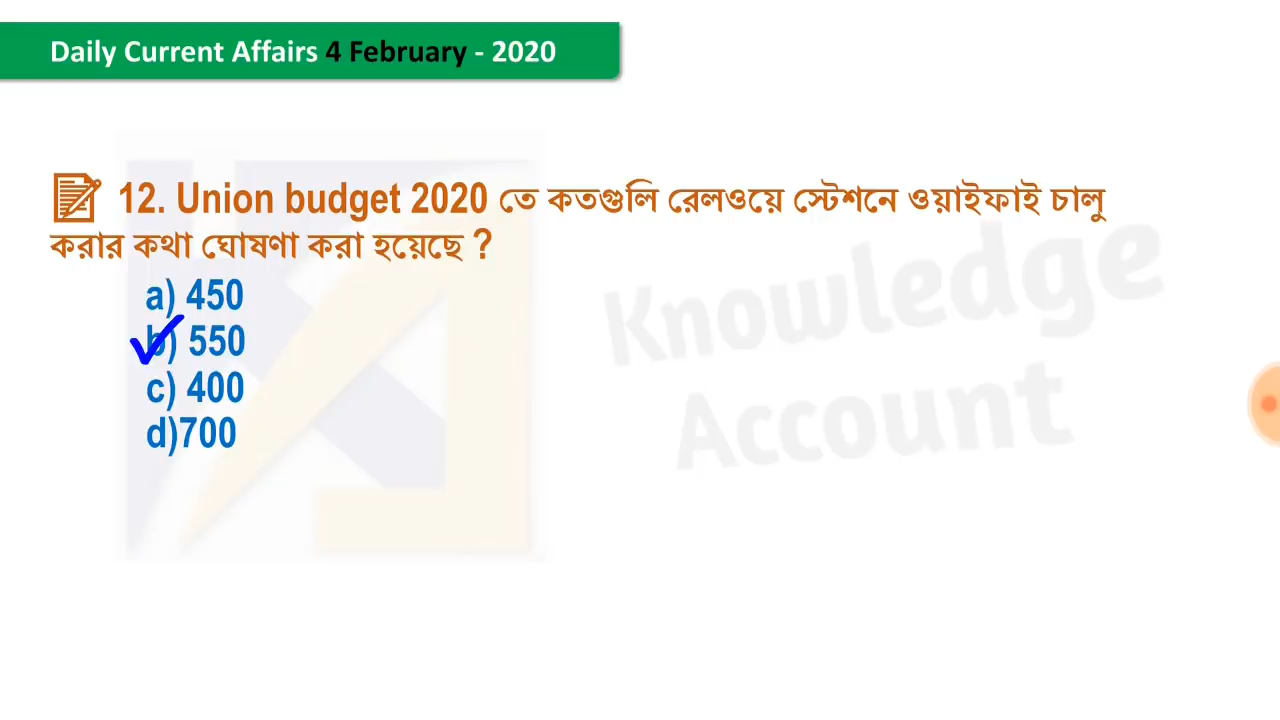 Daily Current Affairs 4 February - 2020
12. Union budget 2020 তে কতগুলি রেলওয়ে স্টেশনে ওয়াইফাই চালু
করার কথা ঘোষণা করা হয়েছে ?
a) 450
b) 550
c) 400
d)700
Knowledge
Account